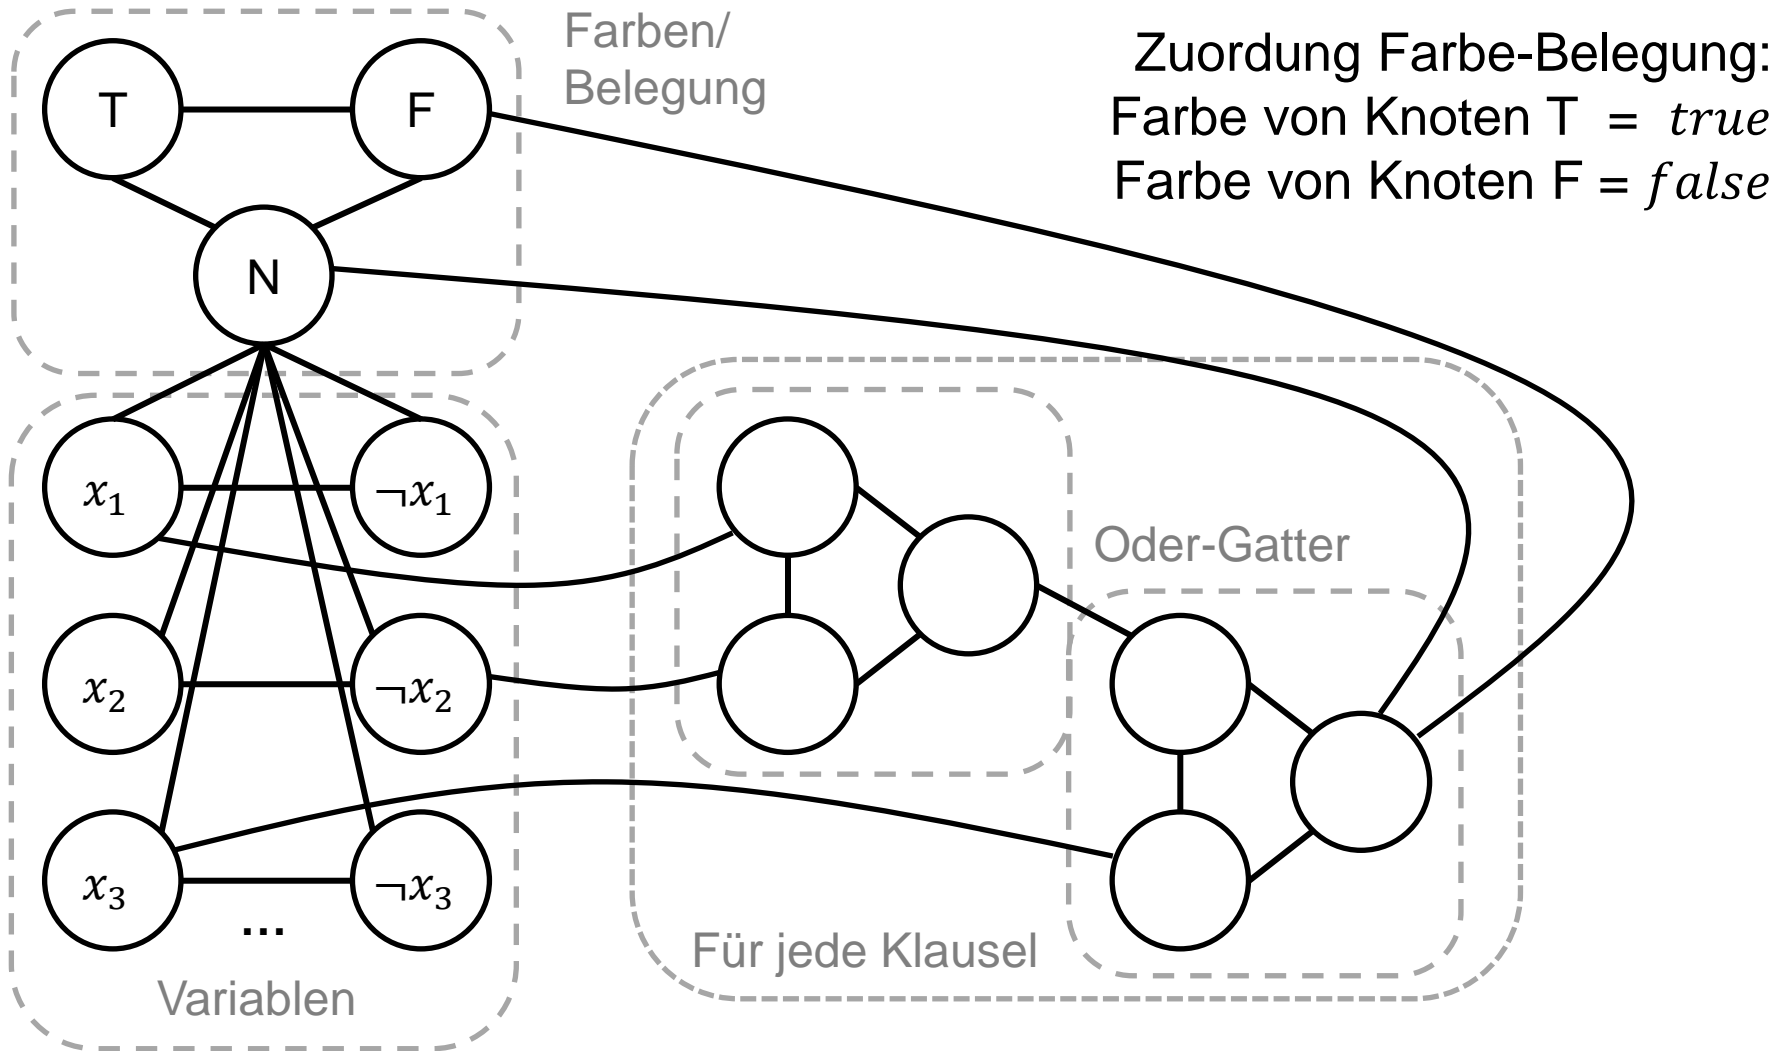 Farben/
Belegung
Zuordung Farbe-Belegung:
Farbe von Knoten T = true
Farbe von Knoten F = false
T
F
N
x₁
¬x₁
Oder-Gatter
x₂
¬x₂
x₃
¬x₃
...
Für jede Klausel
Variablen